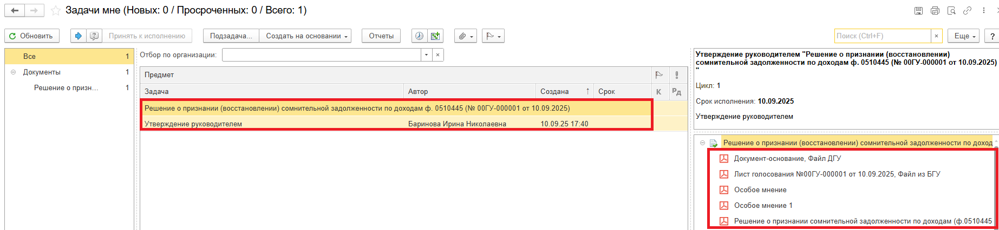 Задачи мне (Новых: 0 / Просроченных: 0 / Всего: 1)
Обновить
Принять к исполнению
Подзадача...
Создать на основании
Отчеты
Поиск (Ctrl+F)
×
Еще
?
Все 1
Документы 1
Решение о призн... 1
Отбор по организации:
×
Предмет
!
Задача Автор Создана ↑ Срок К Рд
Решение о признании (восстановлении) сомнительной задолженности по доходам ф. 0510445 (№ 00ГУ-000001 от 10.09.2025)
Утверждение руководителем Баринова Ирина Николаевна 10.09.25 17:40
Утверждение руководителем "Решение о признании (восстановлении)
сомнительной задолженности по доходам ф. 0510445 (№ 00ГУ-000001 от 10.09.2025)
"
Цикл: 1
Срок исполнения: 10.09.2025
Утверждение руководителем
Решение о признании (восстановлении) сомнительной задолженности по доход
Документ-основание, Файл ДГУ
Лист голосования №00ГУ-000001 от 10.09.2025, Файл из БГУ
Особое мнение
Особое мнение 1
Решение о признании сомнительной задолженности по доходам (ф.0510445